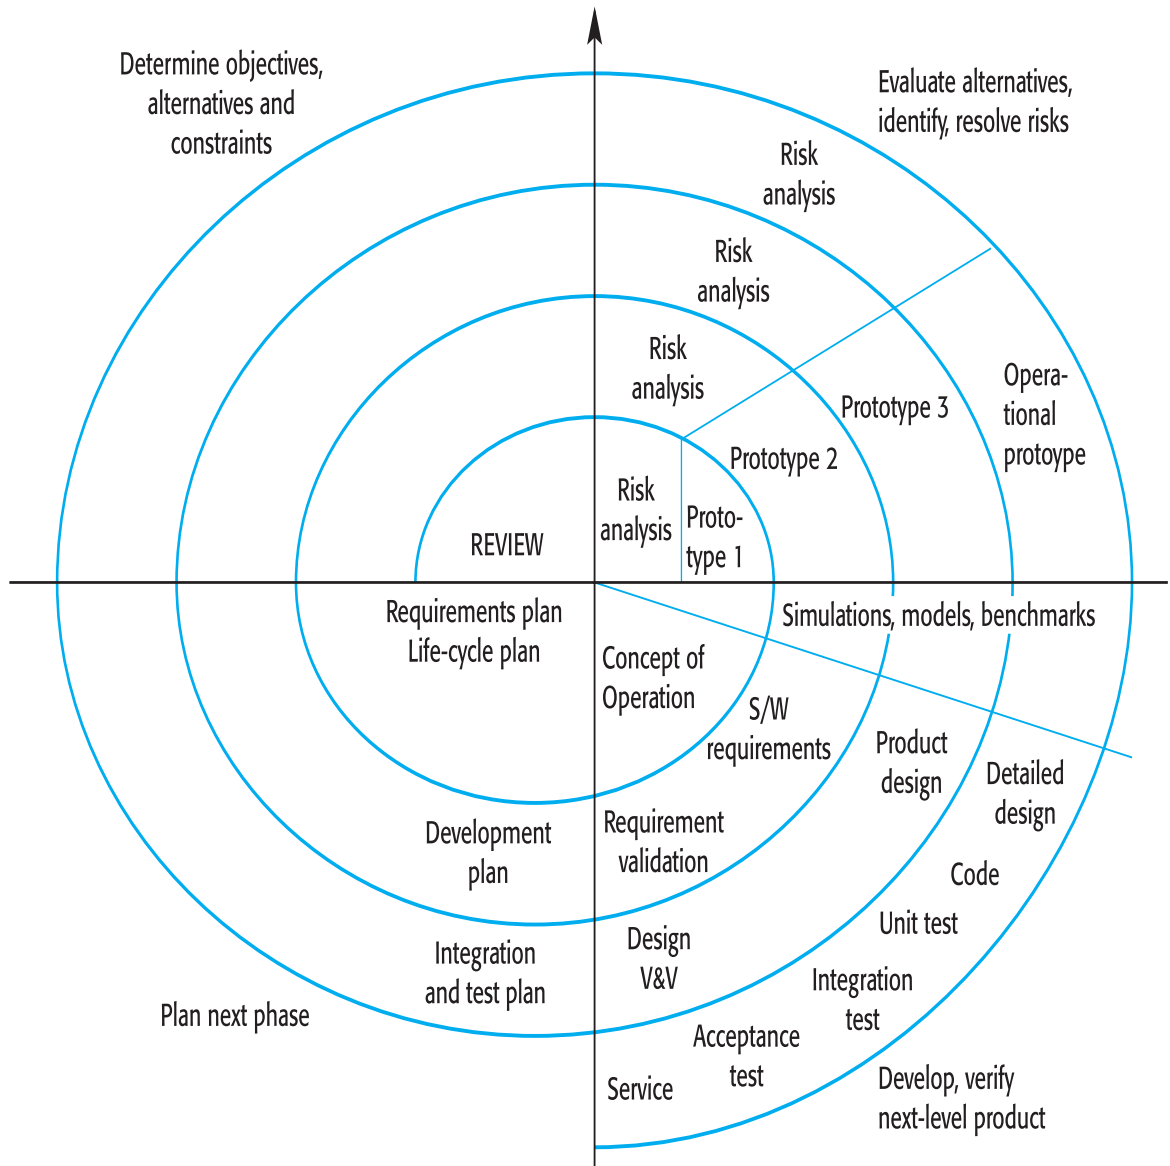 Determine objectives,
alternatives and
constraints
Evaluate alternatives,
identify, resolve risks
Risk
analysis
Risk
analysis
Risk
analysis
Opera-
tional
protoype
Prototype 3
Prototype 2
Risk
analysis
Proto-
type 1
REVIEW
Requirements plan
Life-cycle plan
Simulations, models, benchmarks
Concept of
Operation
S/W
requirements
Product
design
Detailed
design
Development
plan
Requirement
validation
Code
Unit test
Integration
and test plan
Design
V&V
Integration
test
Plan next phase
Acceptance
test
Service
Develop, verify
next-level product